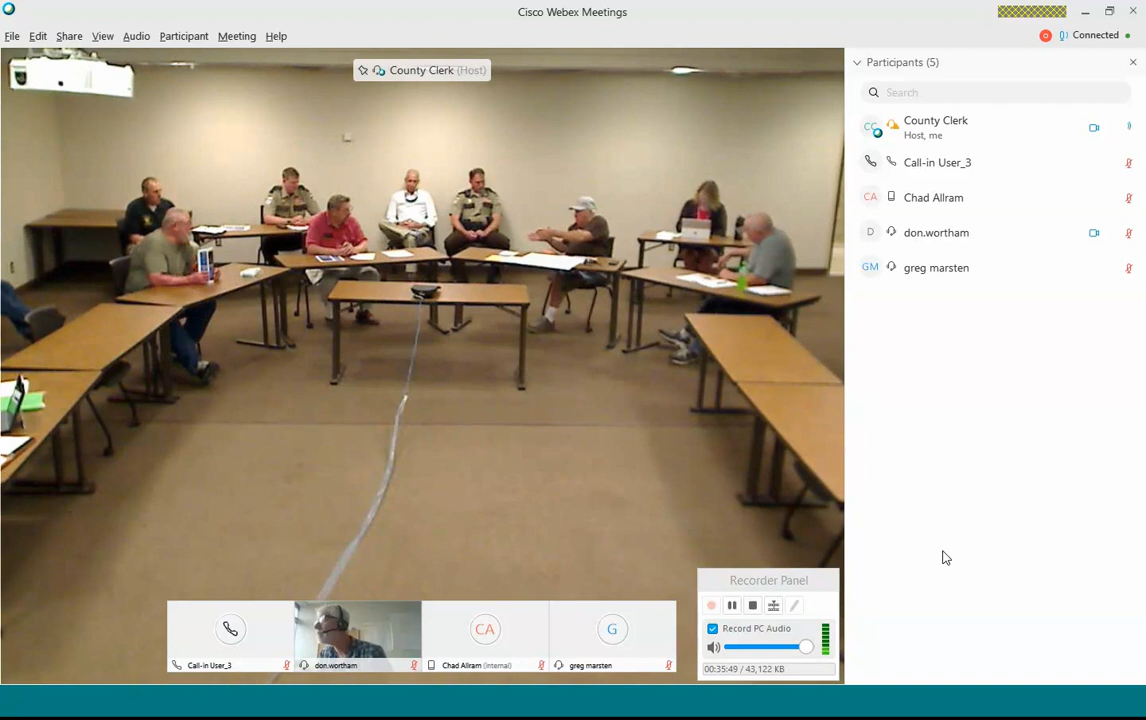 Cisco Webex Meetings
File Edit Share View Audio Participant Meeting Help
Connected
County Clerk (Host)
Participants (5)
Search
CC County Clerk
Host, me
Call-in User_3
CA Chad Allram
D don.wortham
GM greg marsten
Recorder Panel
Record PC Audio
00:35:49 / 43,122 KB
CA
G
Call-in User_3
don.wortham
Chad Allram (internal)
greg marsten